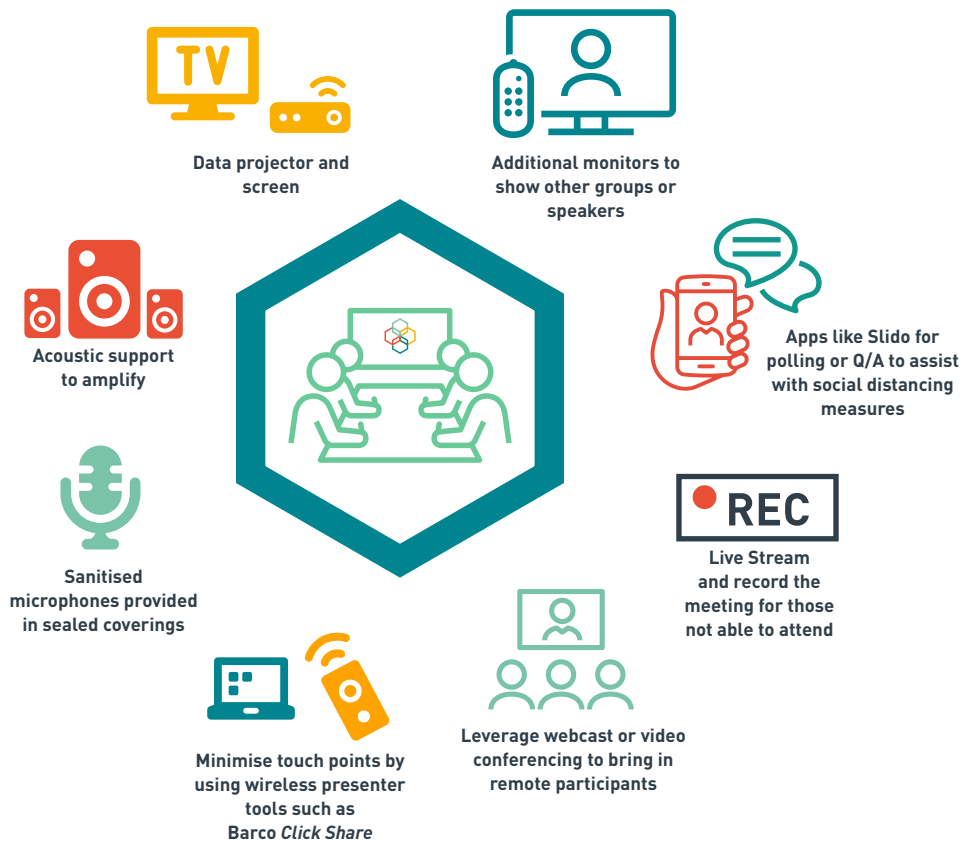 TV
Data projector and
screen
Additional monitors to
show other groups or
speakers
Apps like Slido for
polling or Q/A to assist
with social distancing
measures
REC
Live Stream
and record the
meeting for those
not able to attend
Leverage webcast or video
conferencing to bring in
remote participants
Minimise touch points by
using wireless presenter
tools such as
Barco Click Share
Sanitised
microphones provided
in sealed coverings
Acoustic support
to amplify